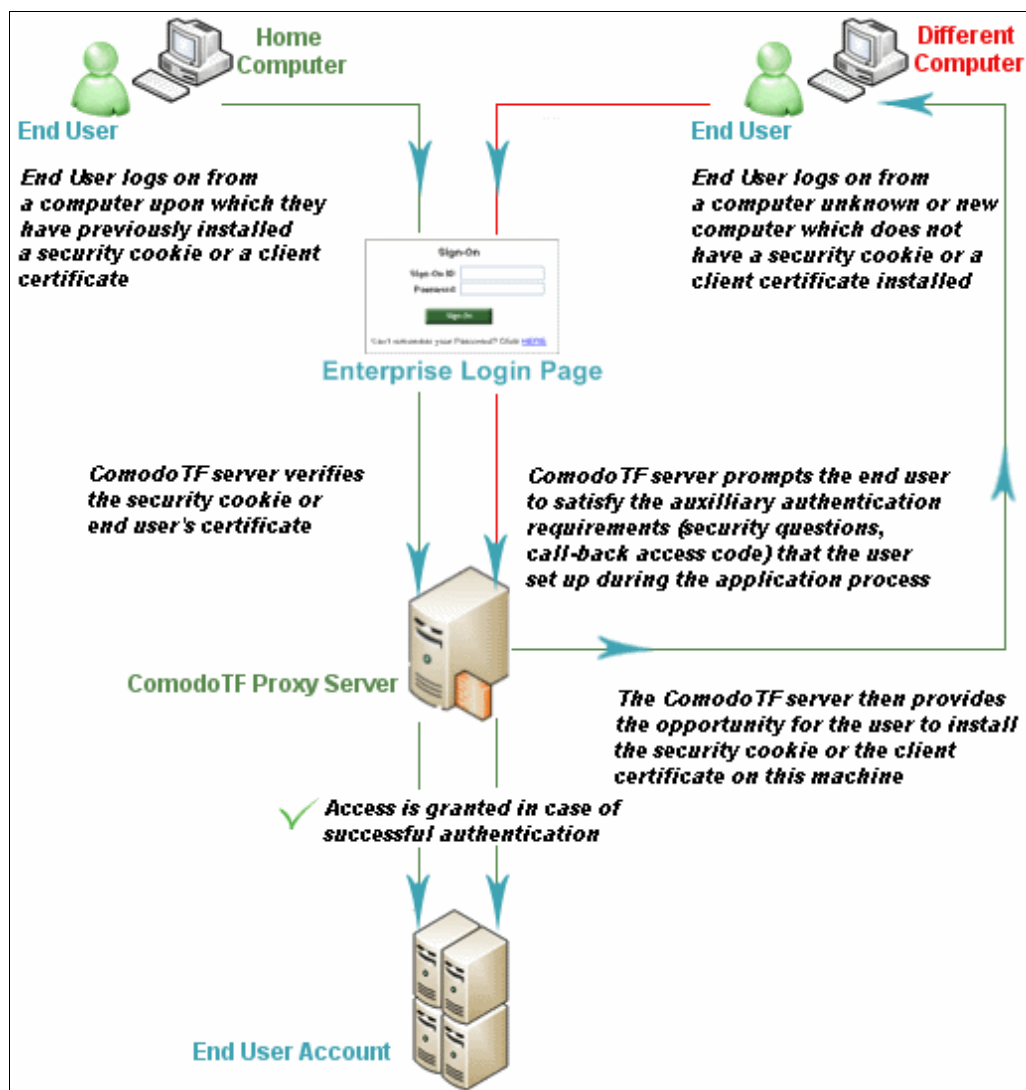 Home
Computer
End User
End User logs on from
a computer upon which they
have previously installed
a security cookie or a client
certificate
Different
Computer
End User
End User logs on from
a computer unknown or new
computer which does not
have a security cookie or a
client certificate installed
Sign-On
Sign-On ID:
Password:
Sign-On
Can't remember your Password? Click HERE
Enterprise Login Page
ComodoTF server verifies
the security cookie or
end user's certificate
ComodoTF server prompts the end user
to satisfy the auxilliary authentication
requirements (security questions,
call-back access code) that the user
set up during the application process
ComodoTF Proxy Server
The ComodoTF server then provides
the opportunity for the user to install
the security cookie or the client
certificate on this machine
Access is granted in case of
successful authentication
End User Account